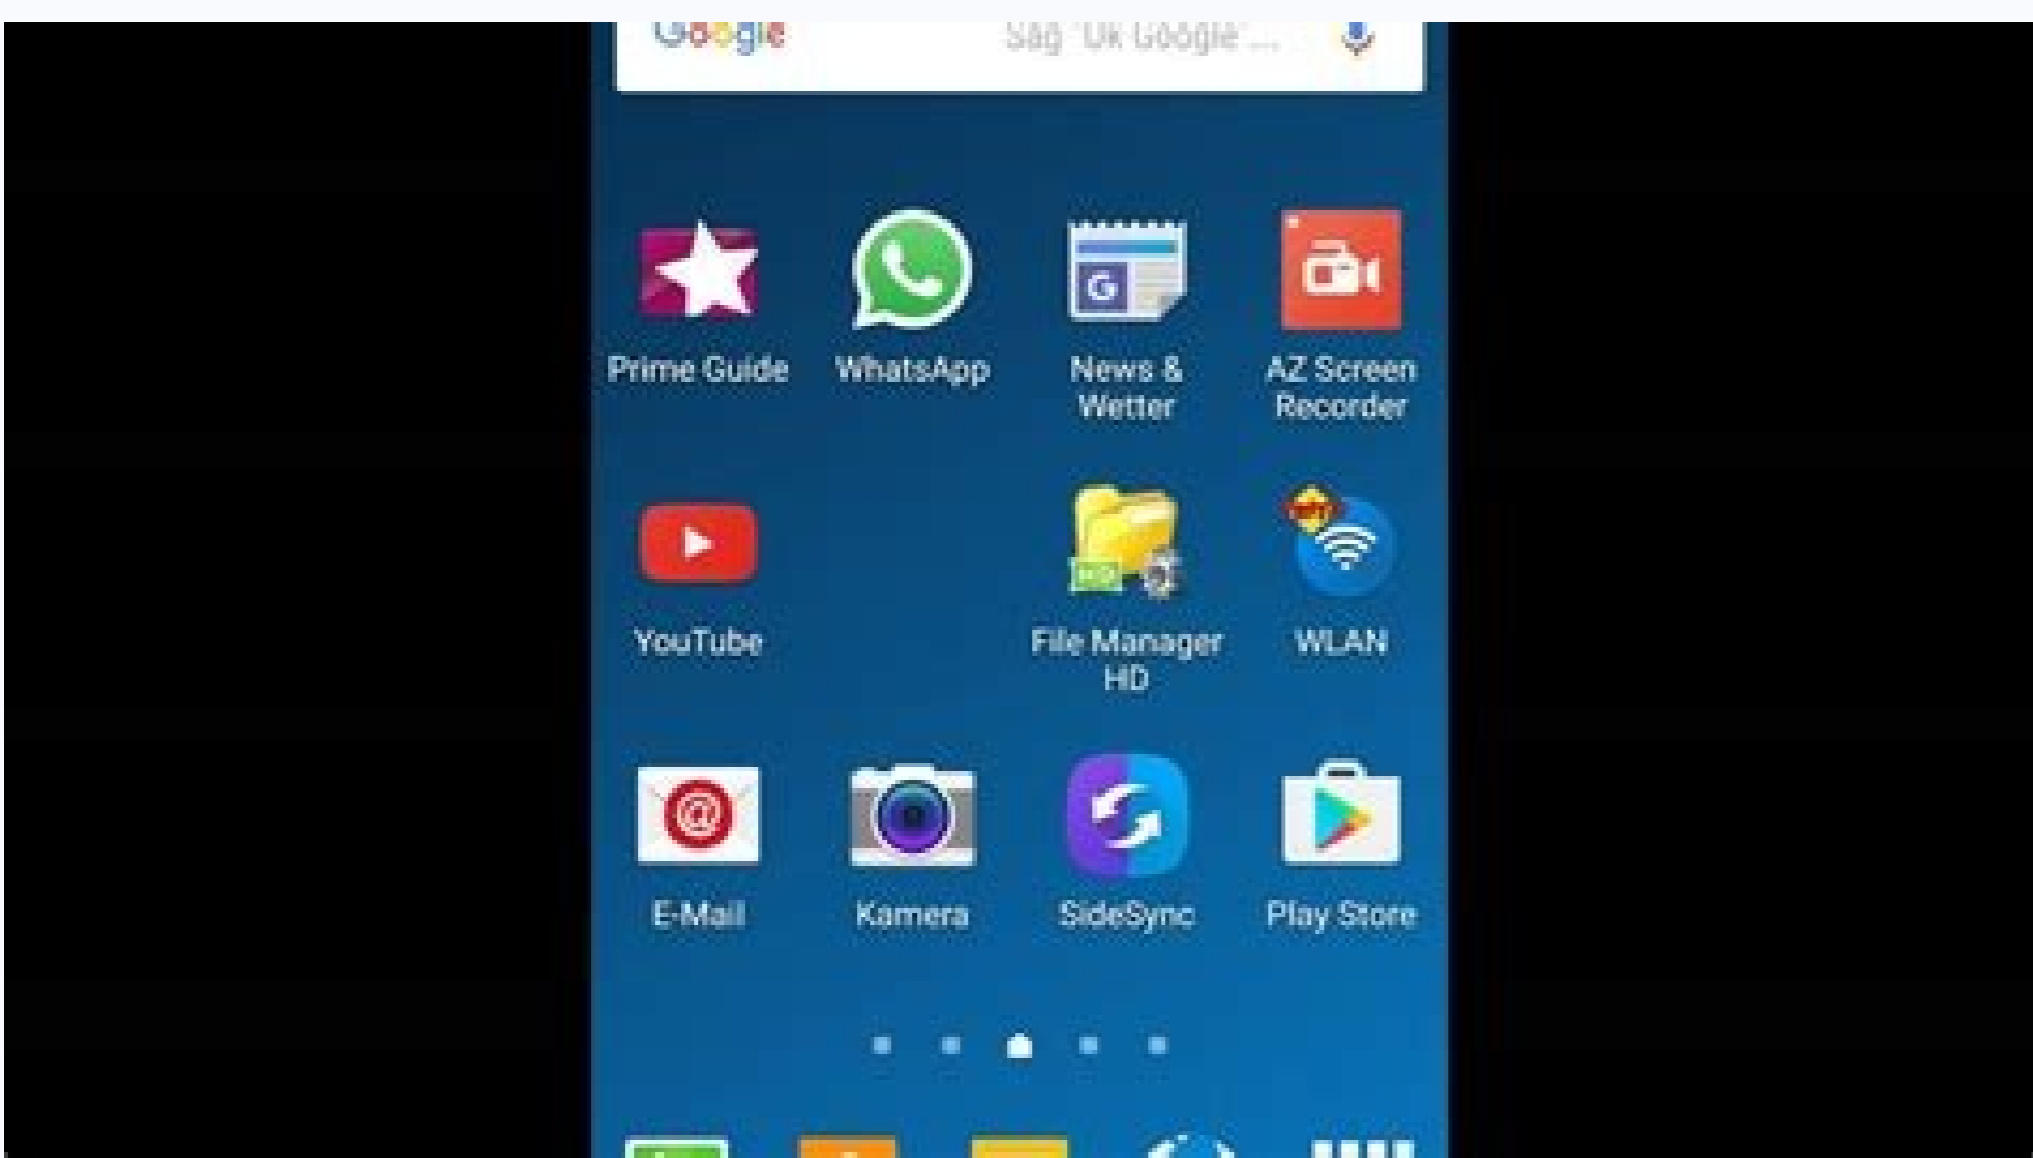 Google Sag "Ok Google"...
Prime Guide WhatsApp News & AZ Screen
Wetter Recorder
YouTube File Manager WLAN
HD
E-Mail Kamera SideSync Play Store